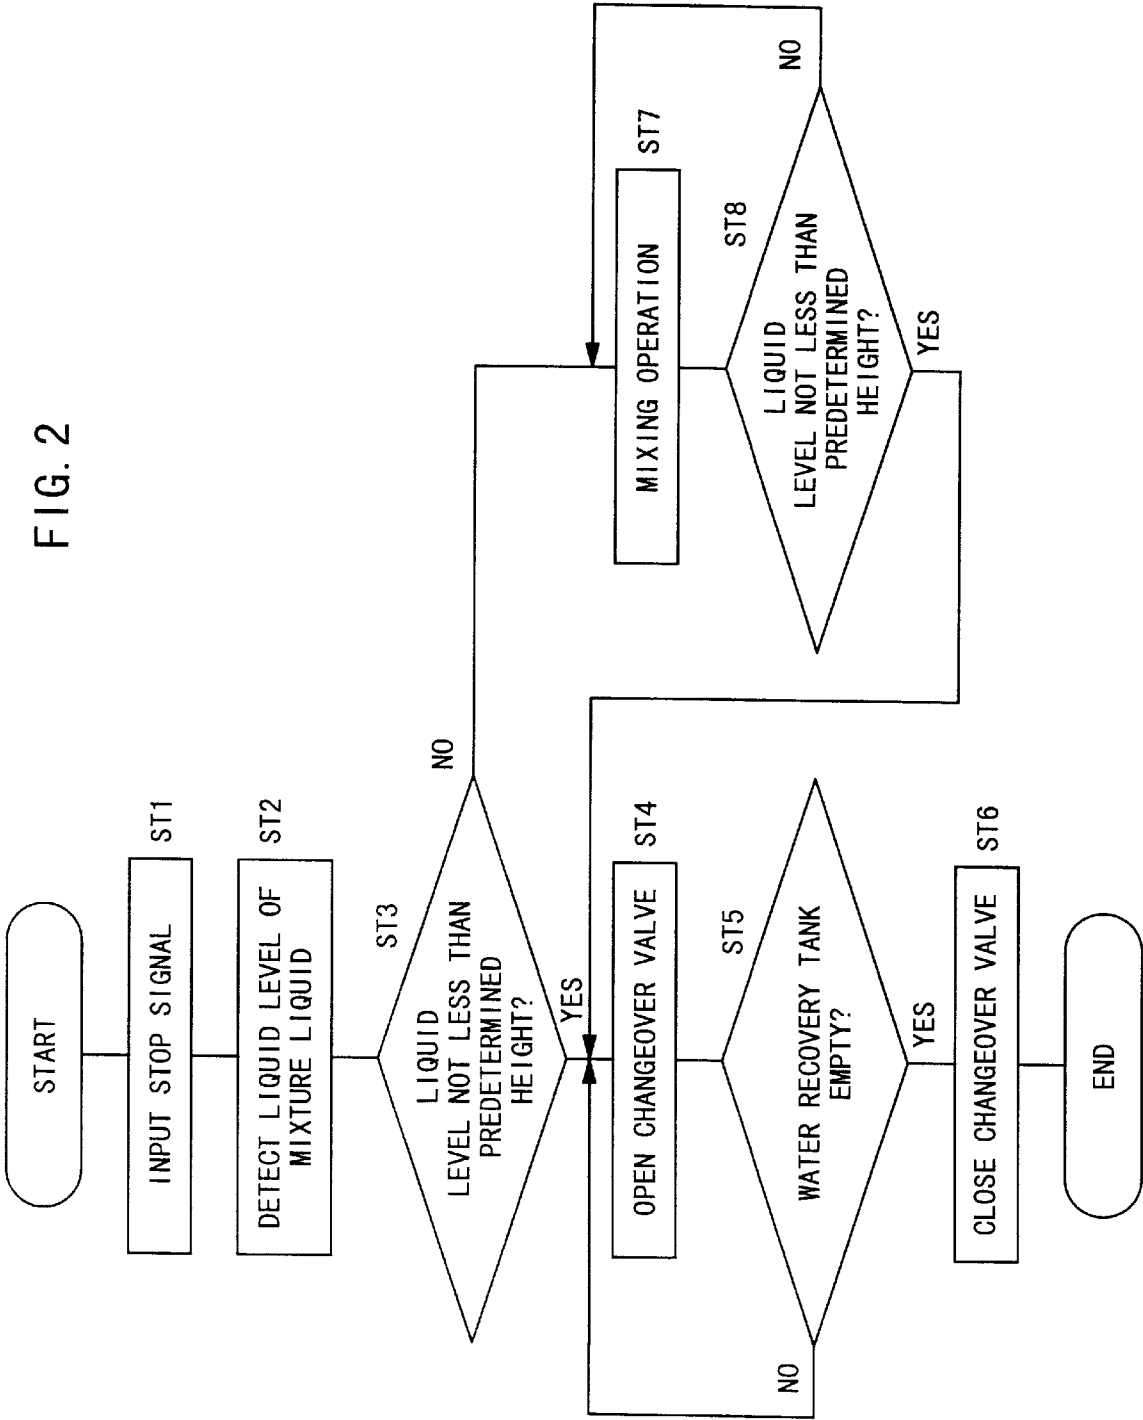 FIG. 2
START
INPUT STOP SIGNAL
ST1
DETECT LIQUID LEVEL OF
MIXTURE LIQUID
ST2
ST3
LIQUID
LEVEL NOT LESS THAN
PREDETERMINED
HEIGHT?
NO
YES
OPEN CHANGEOVER VALVE
ST4
ST5
WATER RECOVERY TANK
EMPTY?
NO
YES
CLOSE CHANGEOVER VALVE
ST6
END
MIXING OPERATION
ST7
ST8
LIQUID
LEVEL NOT LESS THAN
PREDETERMINED
HEIGHT?
NO
YES